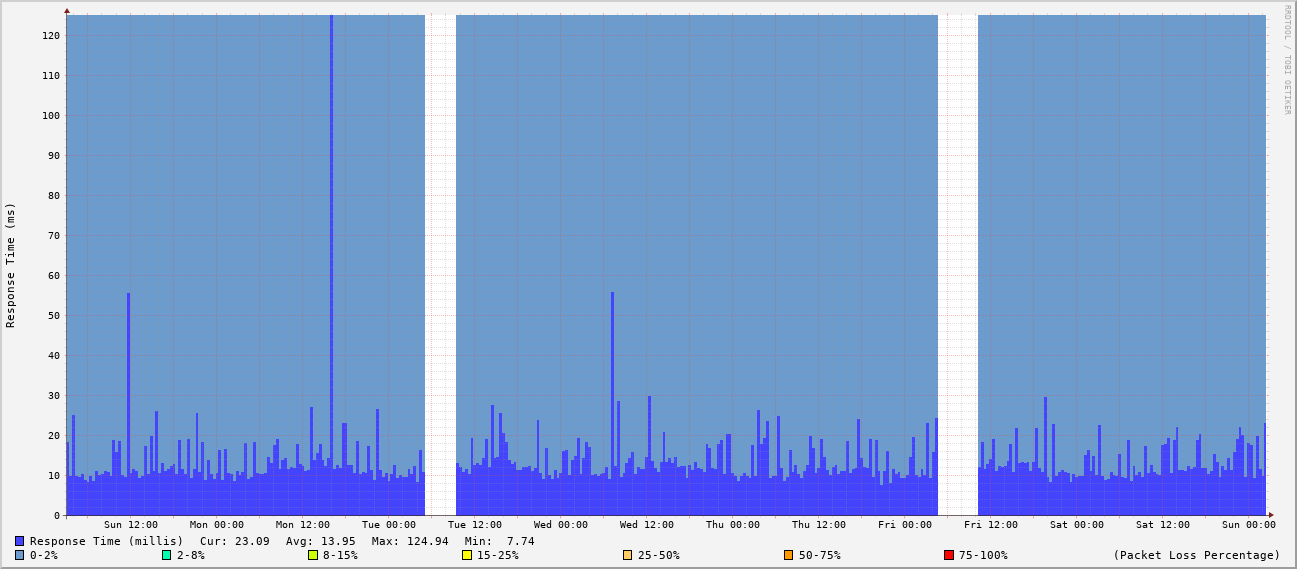 RRDTOOL / TOBI OETIKER
Response Time (ms)
120
110
100
90
80
70
60
50
40
30
20
10
0
Sun 12:00 Mon 00:00 Mon 12:00 Tue 00:00 Tue 12:00 Wed 00:00 Wed 12:00 Thu 00:00 Thu 12:00 Fri 00:00 Fri 12:00 Sat 00:00 Sat 12:00 Sun 00:00
Response Time (millis) Cur: 23.09 Avg: 13.95 Max: 124.94 Min: 7.74
0-2% 2-8% 8-15% 15-25% 25-50% 50-75% 75-100% (Packet Loss Percentage)